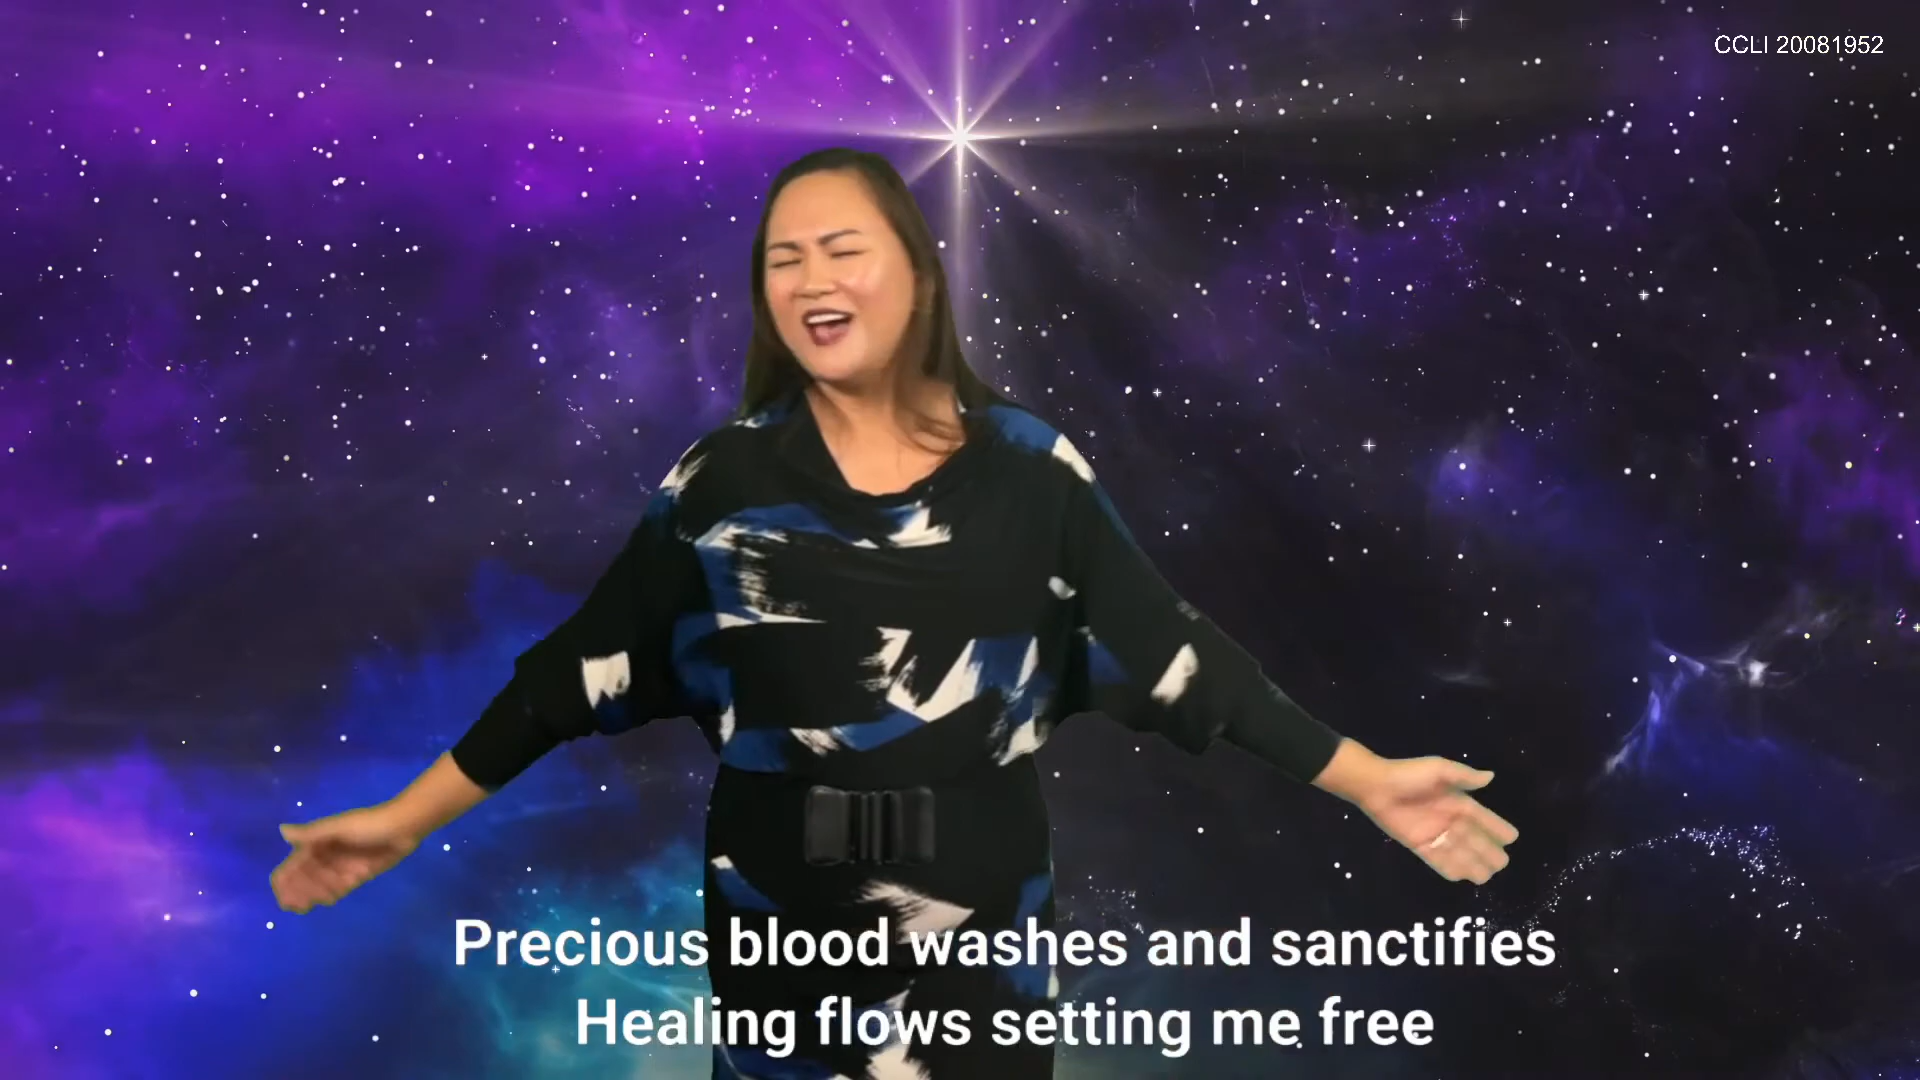 CCLI 20081952
Precious blood washes and sanctifies
Healing flows setting me free